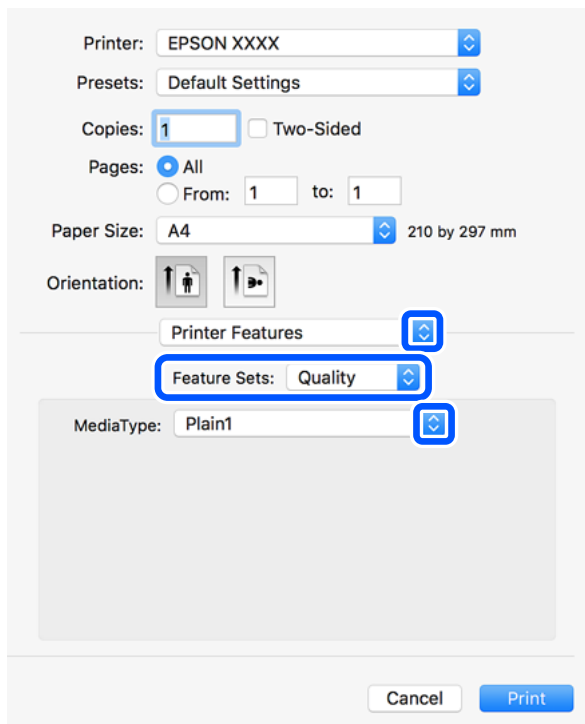 Printer: EPSON XXXX
Presets: Default Settings
Copies: 1 Two-Sided
Pages: All
From: 1 to: 1
Paper Size: A4 210 by 297 mm
Orientation:
Printer Features
Feature Sets: Quality
MediaType: Plain1
Cancel Print